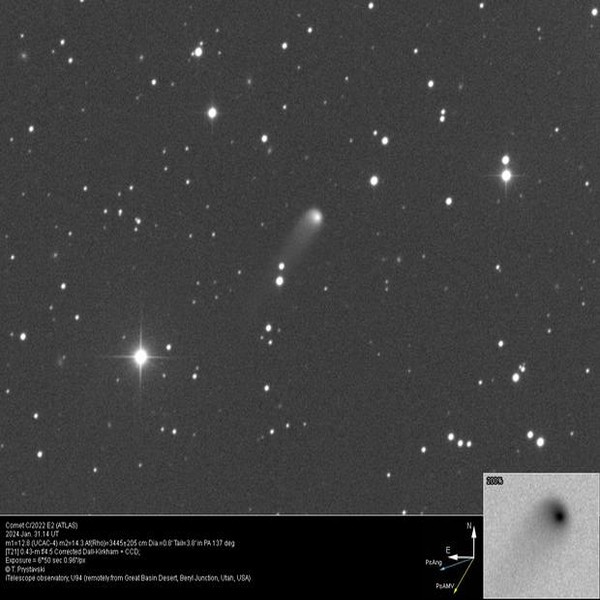 Comet C/2022 E2 (ATLAS)
2024 Jan. 31.14 UT
m1=12.8 (UCAC-4) m2=14.3 Af(Rho)=3445±205 cm Dia.=0.8' Tail=3.8' in PA 137 deg
[T21] 0.43-m f/4.5 Corrected Dall-Kirkham + CCD;
Exposure = 6*50 sec 0.96"/px
© T. Prystavski
iTelescope observatory, U94 (remotely from Great Basin Desert, Beryl Junction, Utah, USA)
N
E
PsAng
PsAMV
200%